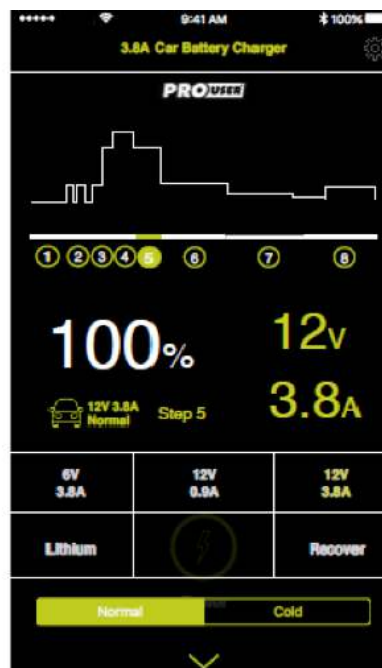 9:41 AM
100%
3.8A Car Battery Charger
PRO USER
1 2 3 4 5 6 7 8
100%
12V
3.8A
12V 3.8A
Normal
Step 5
6V
3.8A
12V
0.9A
12V
3.8A
Lithium
Recover
Normal
Cold